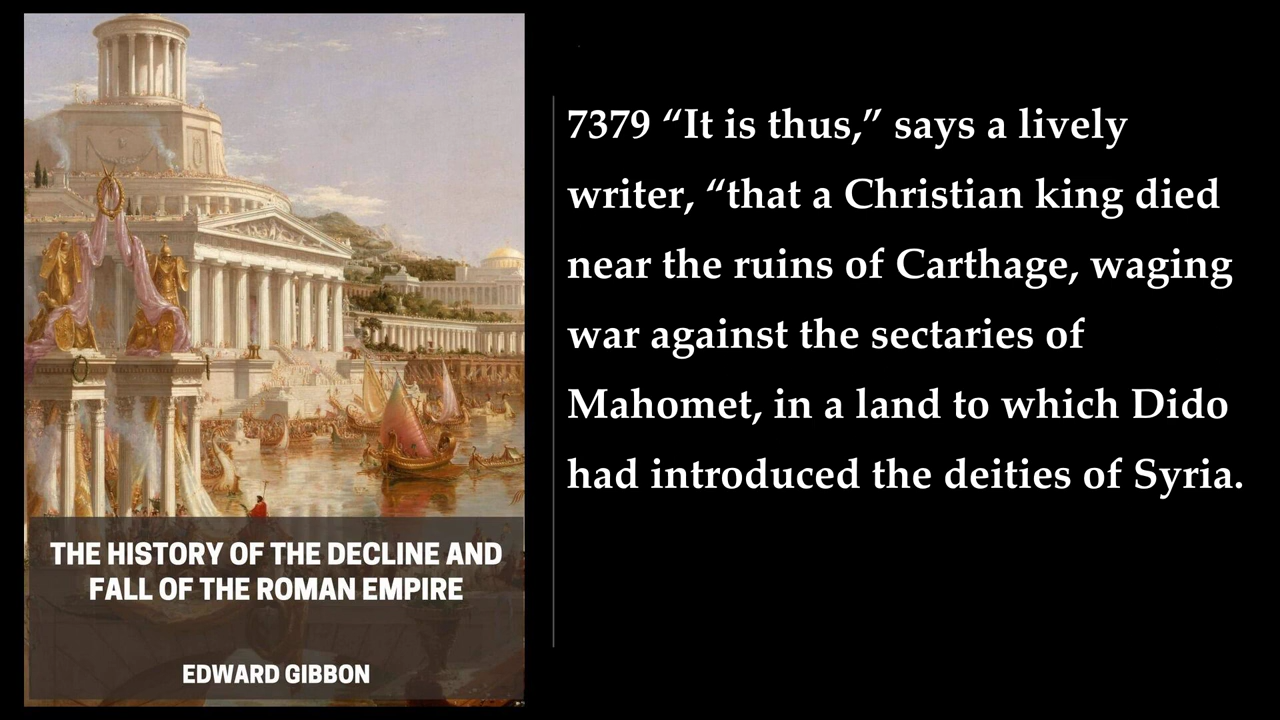 THE HISTORY OF THE DECLINE AND
FALL OF THE ROMAN EMPIRE
EDWARD GIBBON
7379 “It is thus,” says a lively
writer, “that a Christian king died
near the ruins of Carthage, waging
war against the sectaries of
Mahomet, in a land to which Dido
had introduced the deities of Syria.